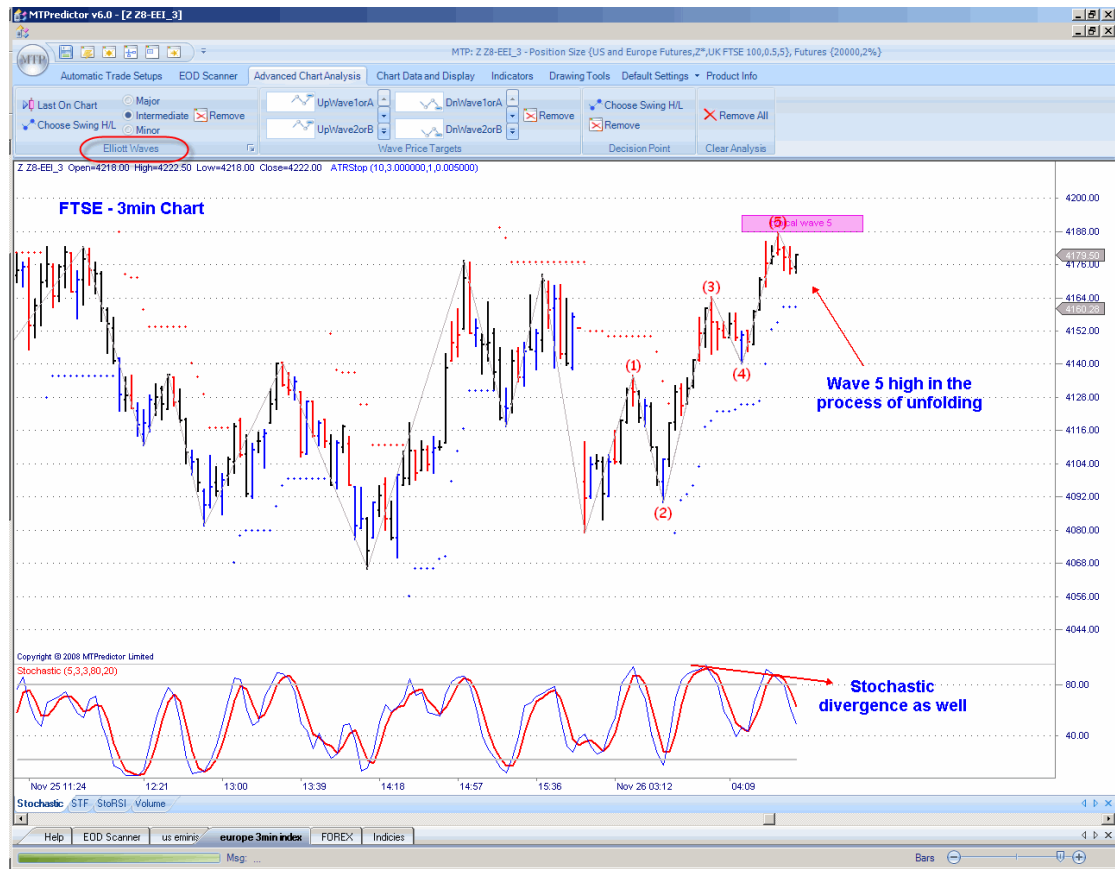 MTPredictor v6.0 - [Z Z8-EEI_3]
MTP
MTP: Z Z8-EEI_3 - Position Size {US and Europe Futures,Z*,UK FTSE 100,0.5,5}, Futures {20000,2%}
Automatic Trade Setups EOD Scanner Advanced Chart Analysis Chart Data and Display Indicators Drawing Tools Default Settings Product Info
Last On Chart
Choose Swing H/L
Major
Intermediate
Minor
Remove
Elliott Waves
UpWave1orA
UpWave2orB
DnWave1orA
DnWave2orB
Remove
Wave Price Targets
Choose Swing H/L
Remove
Decision Point
Remove All
Clear Analysis
Z Z8-EEI_3 Open=4218.00 High=4222.50 Low=4218.00 Close=4222.00 ATRStop (10,3.000000,1,0.005000)
FTSE - 3min Chart
wave 5
(5)
(3)
(1)
(4)
(2)
Wave 5 high in the
process of unfolding
4200.00
4188.00
4179.50
4176.00
4164.00
4160.28
4152.00
4140.00
4128.00
4116.00
4104.00
4092.00
4080.00
4068.00
4056.00
4044.00
Copyright © 2008 MTPredictor Limited
Stochastic (5,3,3,80,20)
Stochastic
divergence as well
80.00
40.00
Nov 25 11:24 12:21 13:00 13:39 14:18 14:57 15:36 Nov 26 03:12 04:09
Stochastic STF StoRSI Volume
Help EOD Scanner us eminis europe 3min index FOREX Indicies
Msg: ...
Bars